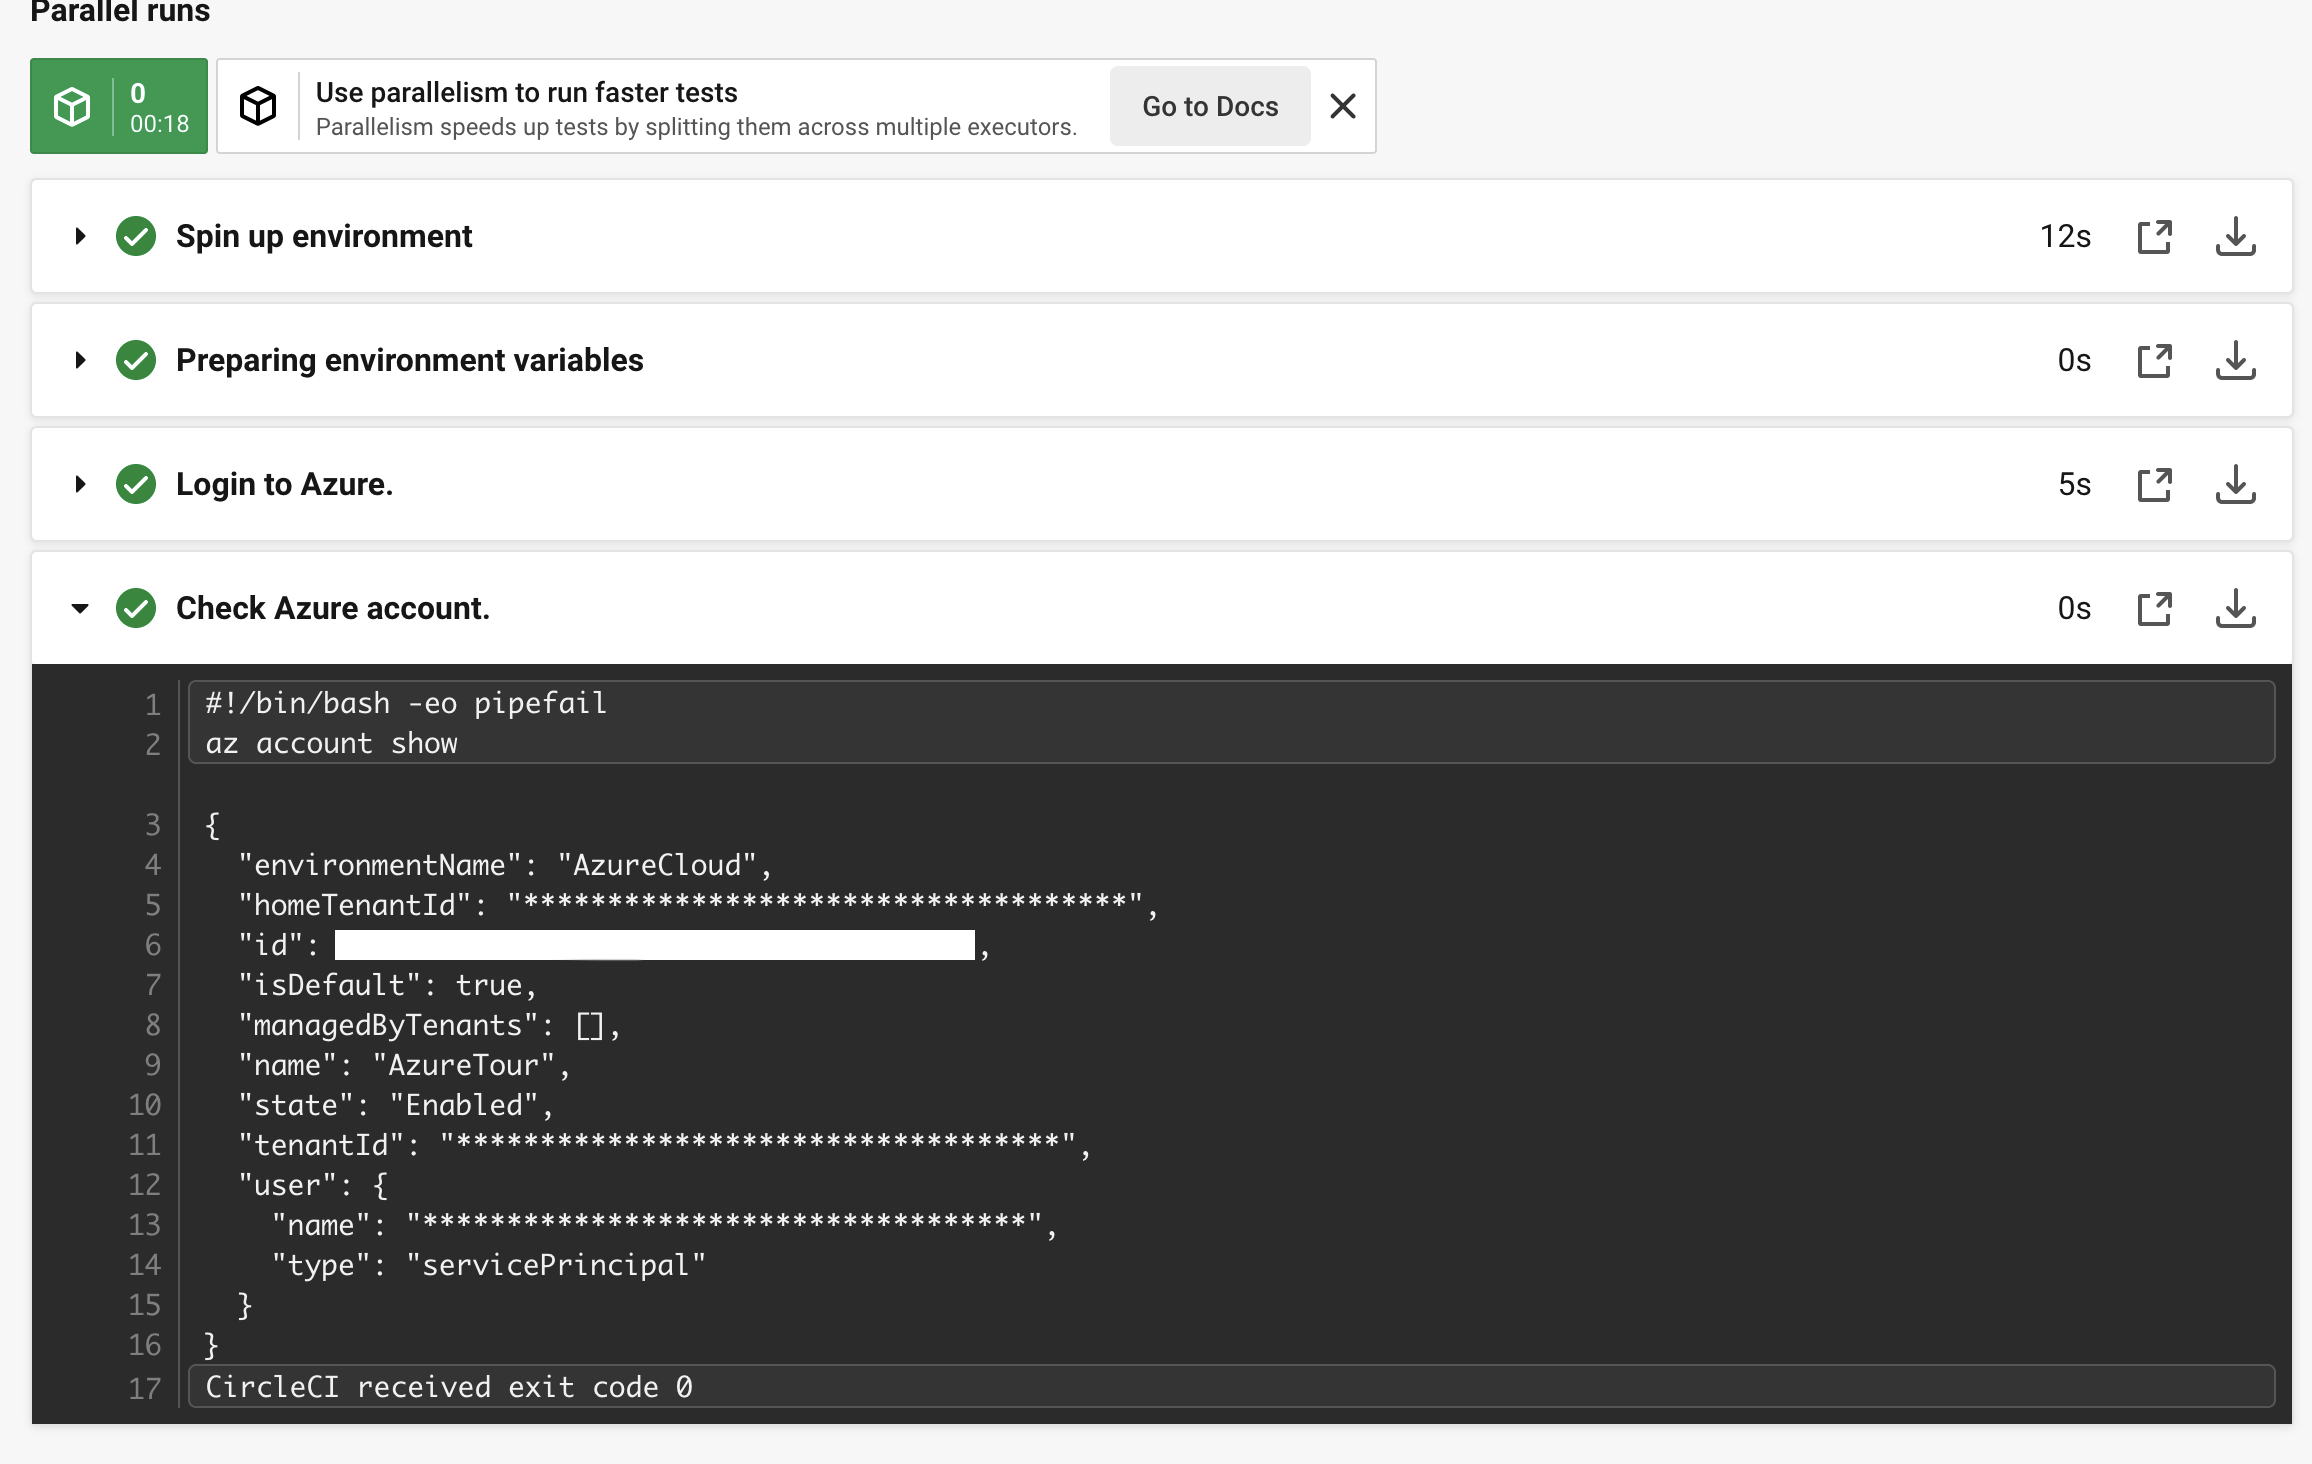 Parallel runs
0
00:18
Use parallelism to run faster tests
Parallelism speeds up tests by splitting them across multiple executors.
Go to Docs
Spin up environment 12s
Preparing environment variables 0s
Login to Azure. 5s
Check Azure account. 0s
1 #!/bin/bash -eo pipefail
2 az account show
3 {
4   "environmentName": "AzureCloud",
5   "homeTenantId": "************************************",
6   "id": ,
7   "isDefault": true,
8   "managedByTenants": [],
9   "name": "AzureTour",
10   "state": "Enabled",
11   "tenantId": "************************************",
12   "user": {
13     "name": "************************************",
14     "type": "servicePrincipal"
15   }
16 }
17 CircleCI received exit code 0